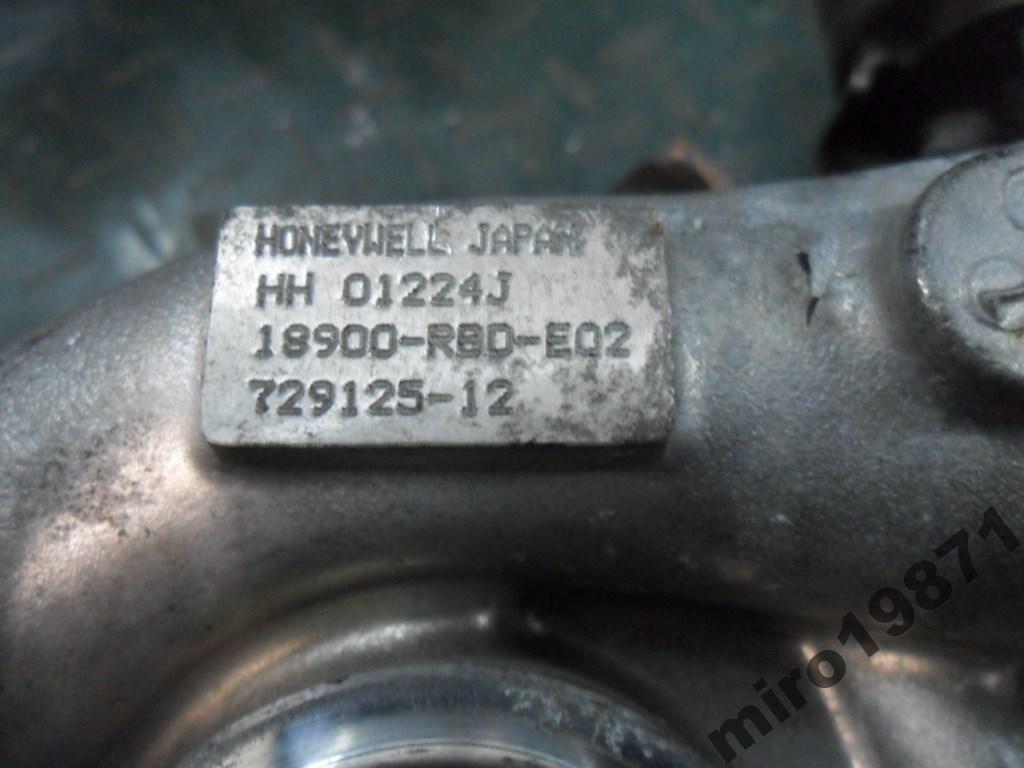 HONEYWELL JAPAN
HH 01224J
18900-RBD-E02
729125-12
miro19871